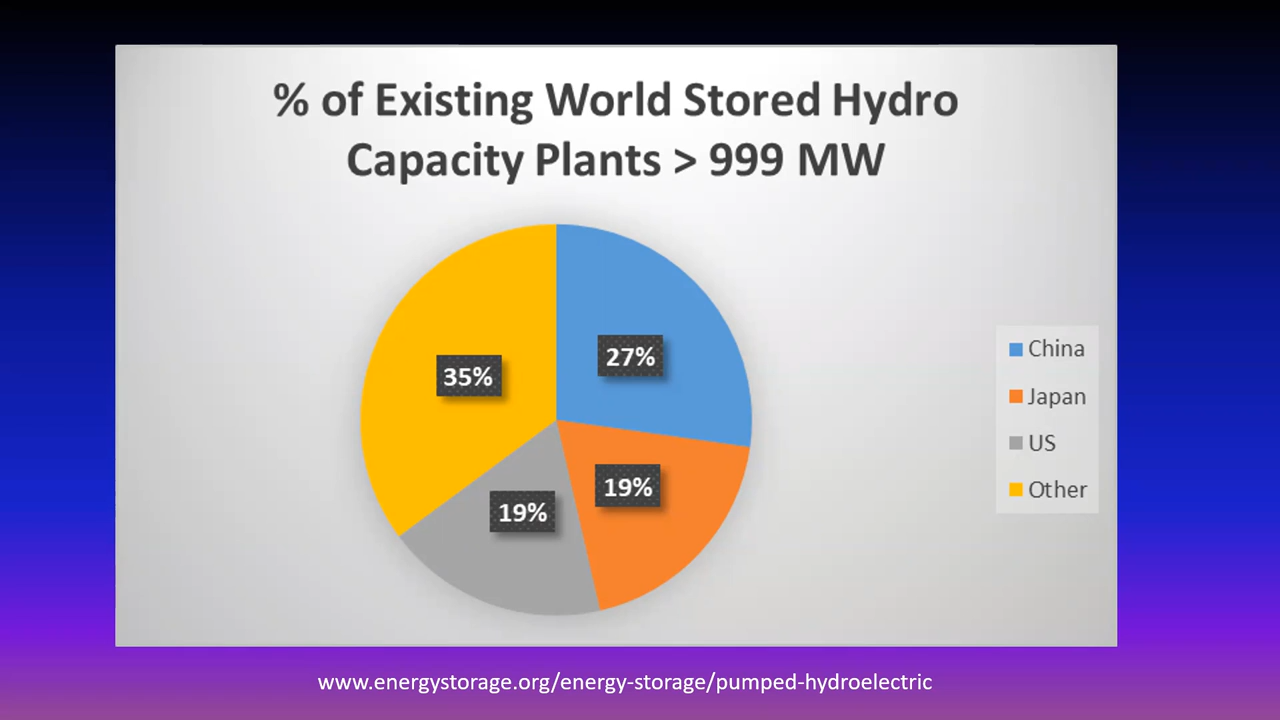 % of Existing World Stored Hydro
Capacity Plants > 999 MW
27%
35%
19%
19%
China
Japan
US
Other
www.energystorage.org/energy-storage/pumped-hydroelectric